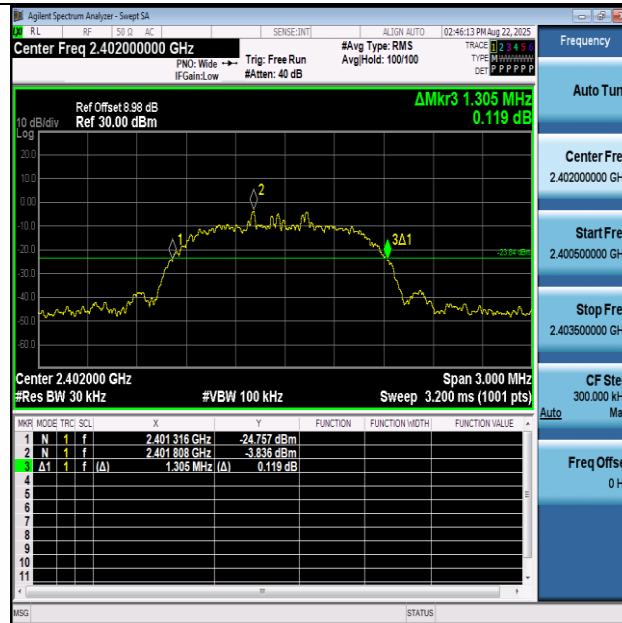 Agilent Spectrum Analyzer - Swept SA
RL RF 50 Ω AC SENSE:INT ALIGN AUTO 02:46:13 PM Aug 22, 2025
Center Freq 2.402000000 GHz
#Avg Type: RMS
TRACE 1 2 3 4 5 6
PNO: Wide
Trig: Free Run
Avg|Hold: 100/100
TYPE M
IFGain:Low
#Atten: 40 dB
DET P P P P P P
ΔMkr3 1.305 MHz
0.119 dB
Ref Offset 8.98 dB
10 dB/div Ref 30.00 dBm
Log
20.0
10.0
0.00
-10.0
-20.0
-30.0
-40.0
-50.0
-60.0
1
2
3Δ1
-23.84 dBm
Center 2.402000 GHz Span 3.000 MHz
#Res BW 30 kHz #VBW 100 kHz Sweep 3.200 ms (1001 pts)
MKR MODE TRC SCL X Y FUNCTION FUNCTION WIDTH FUNCTION VALUE
1 N 1 f 2.401 316 GHz -24.757 dBm
2 N 1 f 2.401 808 GHz -3.836 dBm
3 Δ1 1 f (Δ) 1.305 MHz (Δ) 0.119 dB
4
5
6
7
8
9
10
11
MSG STATUS
Frequency
Auto Tun
Center Fre
2.402000000 GH
Start Fre
2.400500000 GH
Stop Fre
2.403500000 GH
CF Ste
300.000 kH
Auto Ma
Freq Offse
0 H